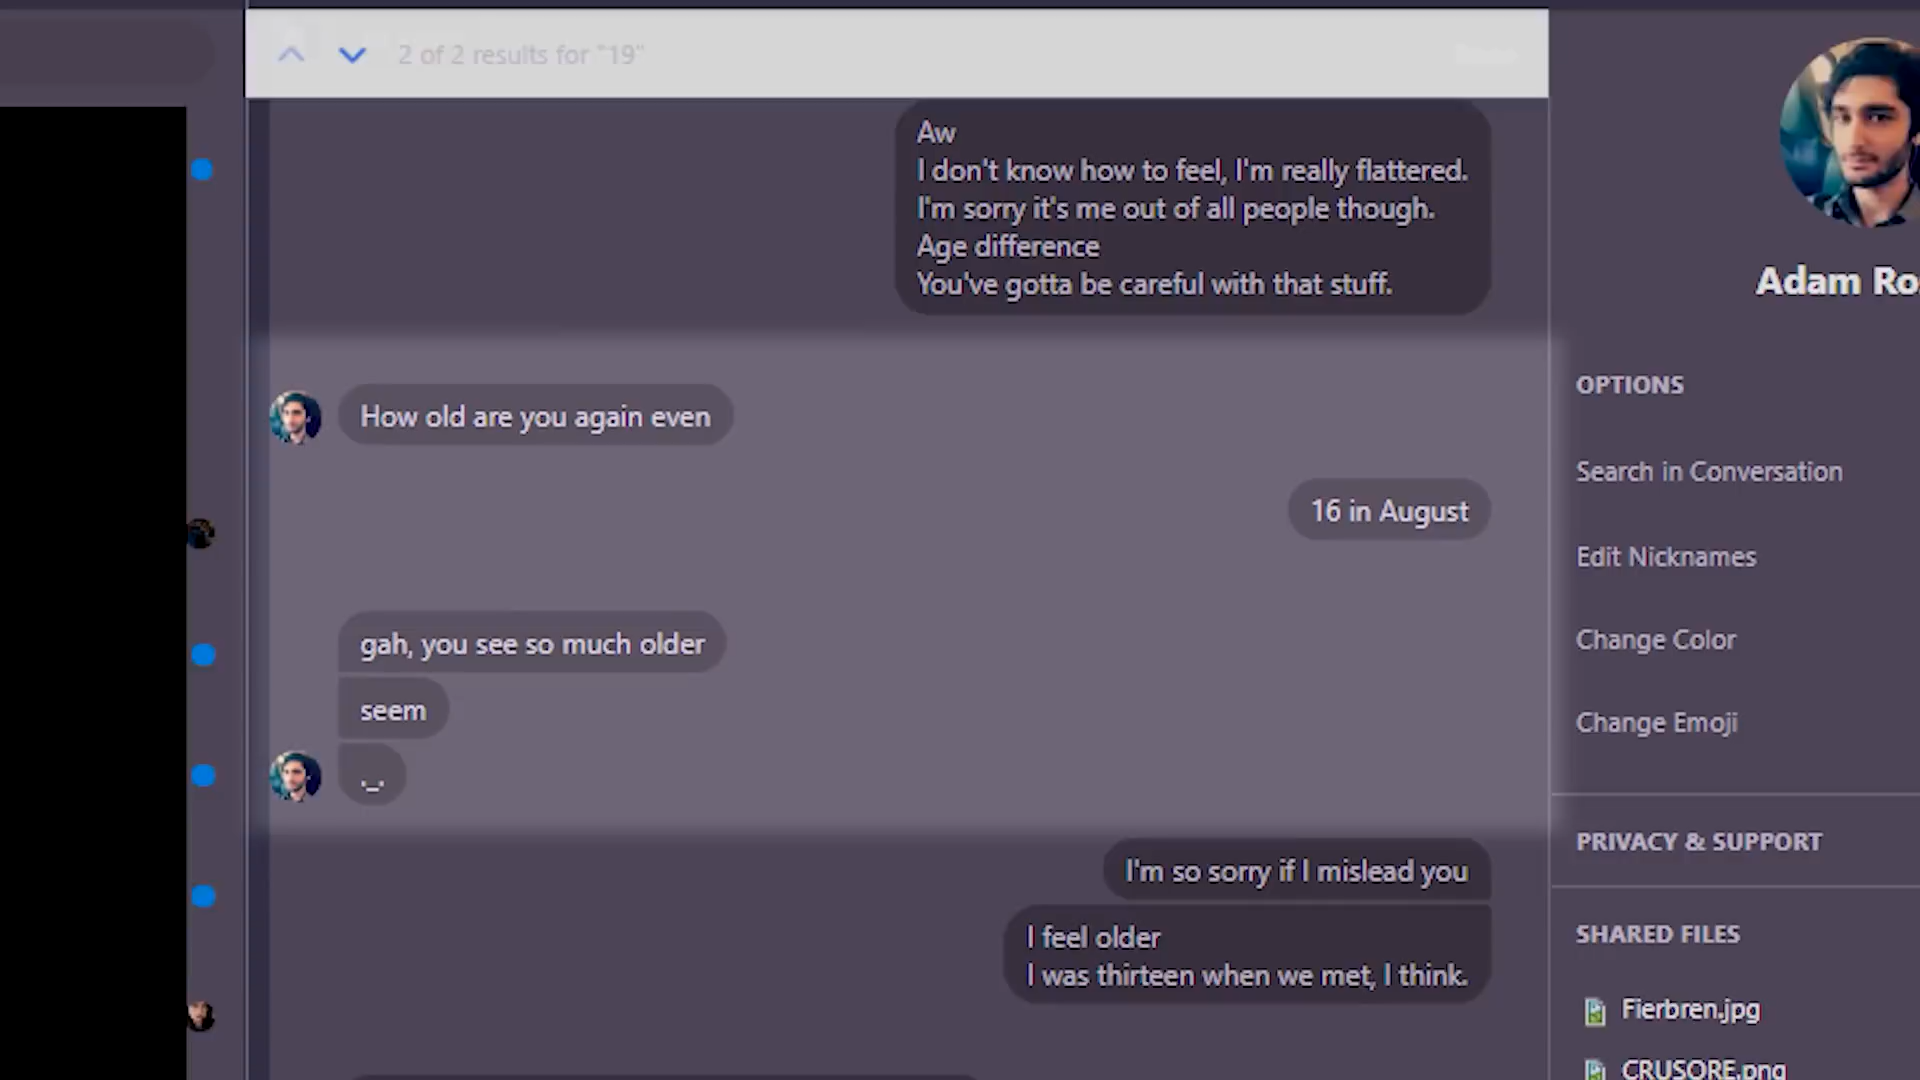 2 of 2 results for "19"
Aw
I don't know how to feel, I'm really flattered.
I'm sorry it's me out of all people though.
Age difference
You've gotta be careful with that stuff.
How old are you again even
16 in August
gah, you see so much older
seem
._.
I'm so sorry if I mislead you
I feel older
I was thirteen when we met, I think.
Adam Ro
OPTIONS
Search in Conversation
Edit Nicknames
Change Color
Change Emoji
PRIVACY & SUPPORT
SHARED FILES
Fierbren.jpg
CRUSORE.png